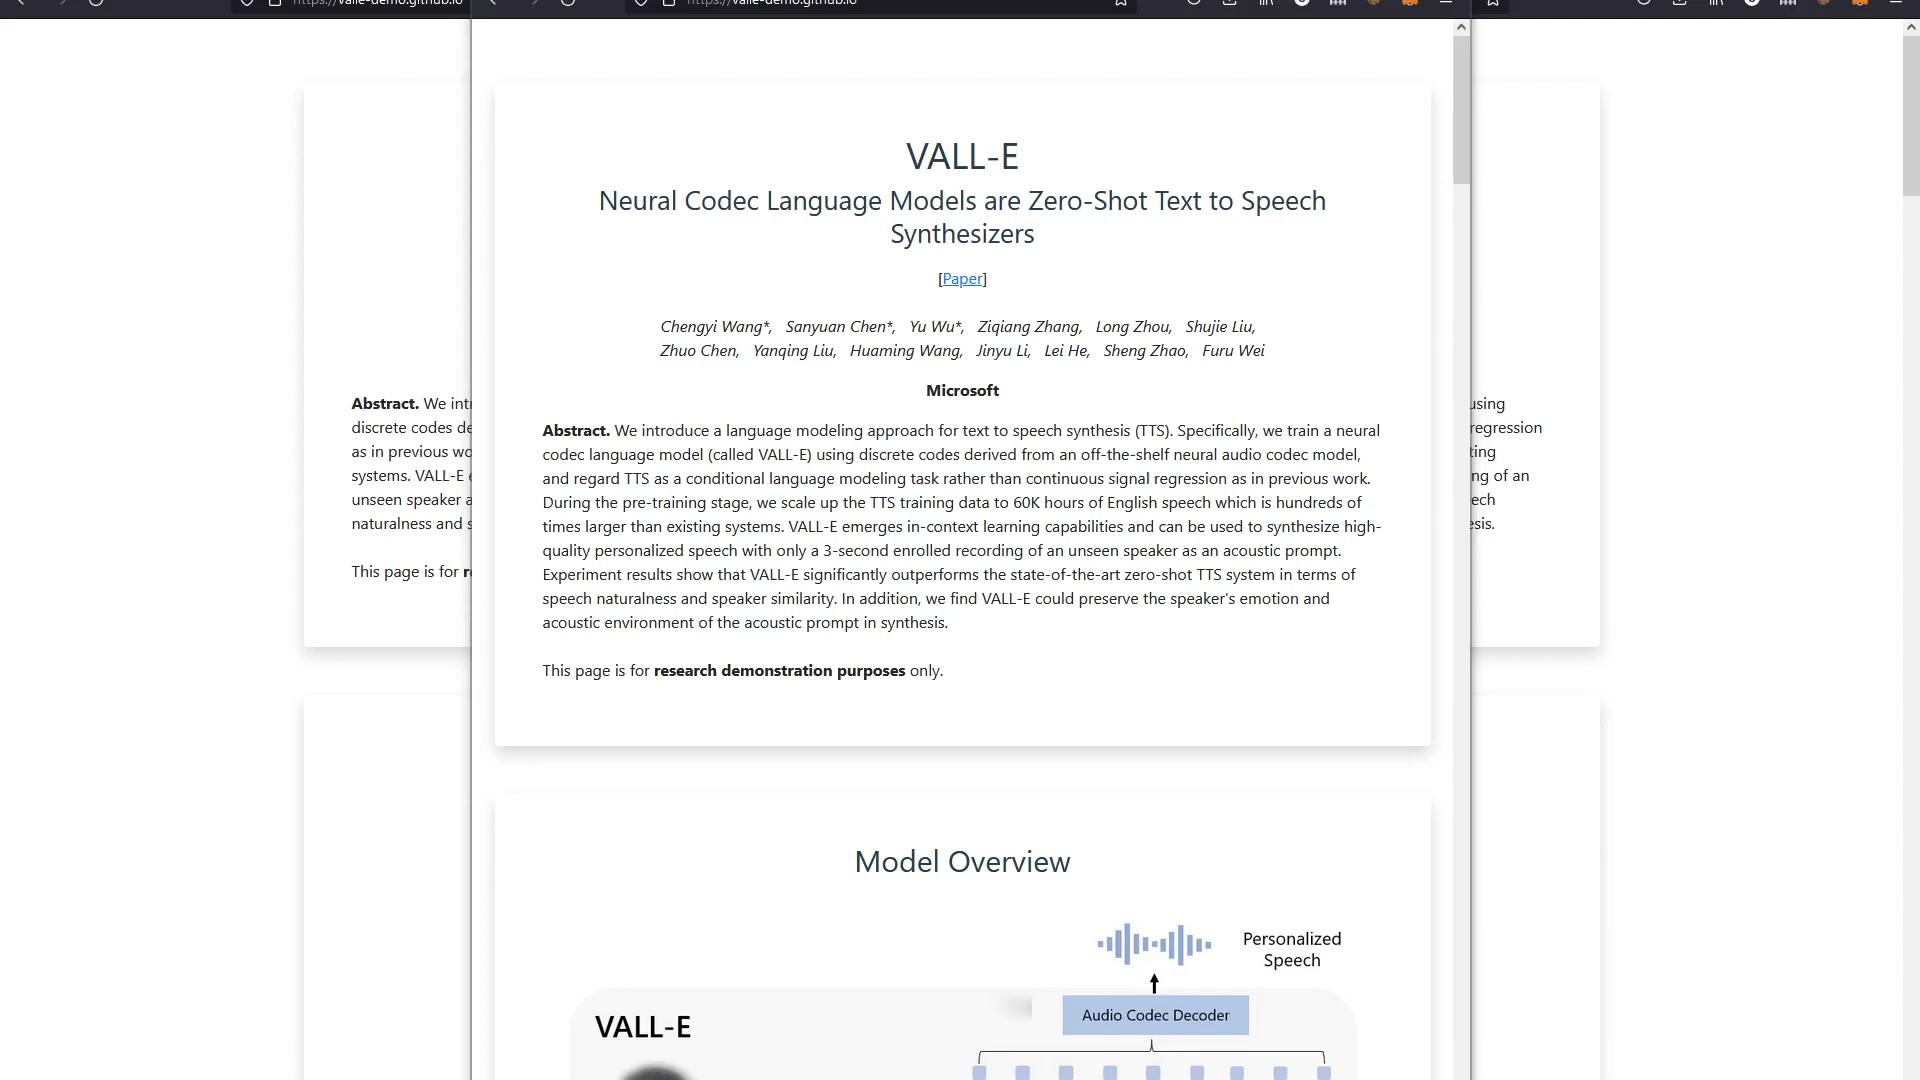 https://valle-demo.github.io
https://valle-demo.github.io
VALL-E
Neural Codec Language Models are Zero-Shot Text to Speech
Synthesizers
[Paper]
Chengyi Wang*, Sanyuan Chen*, Yu Wu*, Ziqiang Zhang, Long Zhou, Shujie Liu,
Zhuo Chen, Yanqing Liu, Huaming Wang, Jinyu Li, Lei He, Sheng Zhao, Furu Wei
Microsoft
Abstract. We introduce a language modeling approach for text to speech synthesis (TTS). Specifically, we train a neural
codec language model (called VALL-E) using discrete codes derived from an off-the-shelf neural audio codec model,
and regard TTS as a conditional language modeling task rather than continuous signal regression as in previous work.
During the pre-training stage, we scale up the TTS training data to 60K hours of English speech which is hundreds of
times larger than existing systems. VALL-E emerges in-context learning capabilities and can be used to synthesize high-
quality personalized speech with only a 3-second enrolled recording of an unseen speaker as an acoustic prompt.
Experiment results show that VALL-E significantly outperforms the state-of-the-art zero-shot TTS system in terms of
speech naturalness and speaker similarity. In addition, we find VALL-E could preserve the speaker's emotion and
acoustic environment of the acoustic prompt in synthesis.
This page is for research demonstration purposes only.
Model Overview
Personalized
Speech
Audio Codec Decoder
VALL-E
Abstract. We
discrete codes
as in previous
systems. VALL-E
unseen speaker
naturalness and
This page is for
using
regression
ng of an